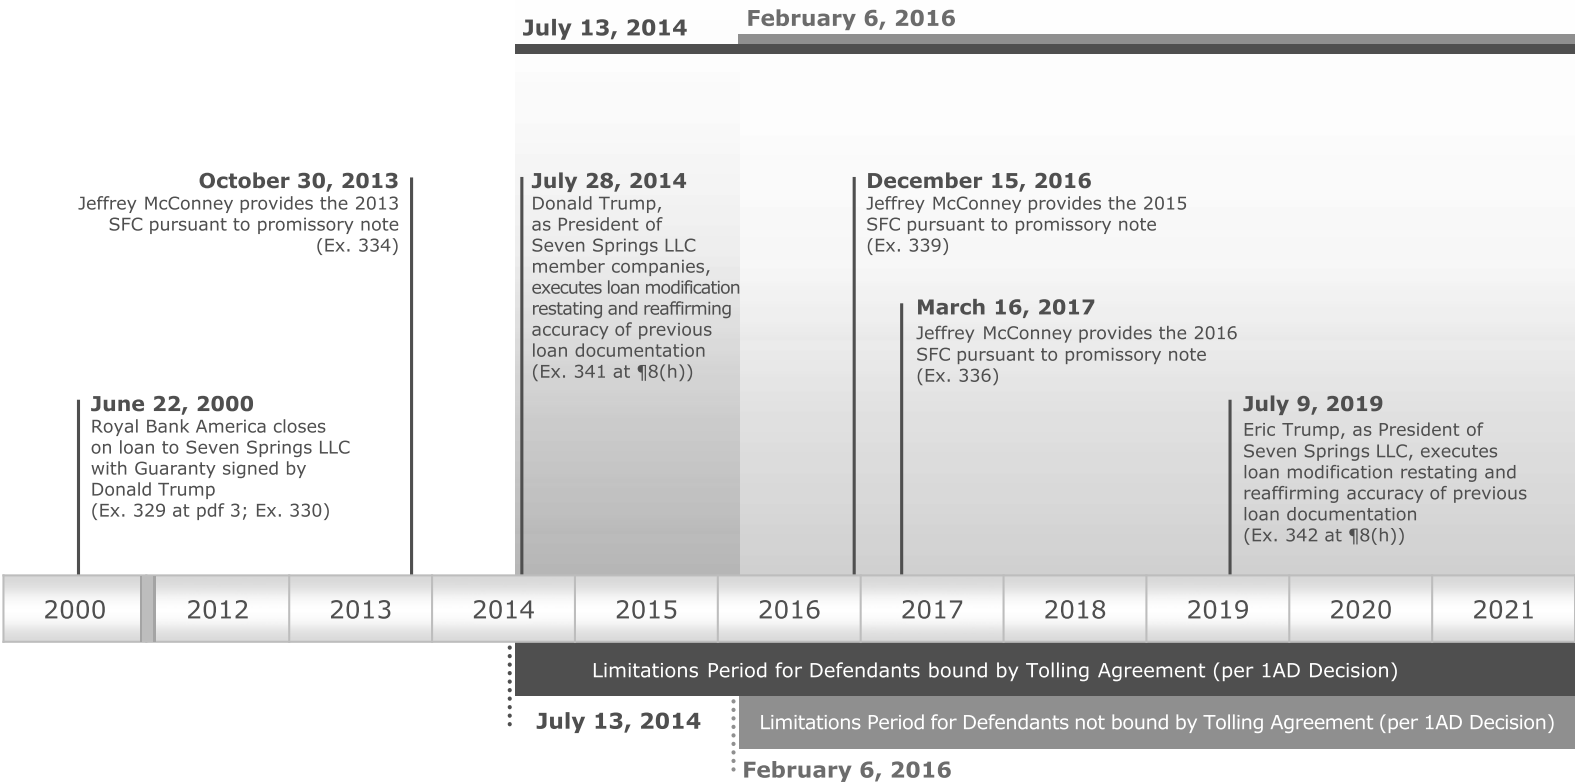 July 13, 2014
February 6, 2016
October 30, 2013
Jeffrey McConney provides the 2013
SFC pursuant to promissory note
(Ex. 334)
July 28, 2014
Donald Trump,
as President of
Seven Springs LLC
member companies,
executes loan modification
restating and reaffirming
accuracy of previous
loan documentation
(Ex. 341 at ¶8(h))
December 15, 2016
Jeffrey McConney provides the 2015
SFC pursuant to promissory note
(Ex. 339)
March 16, 2017
Jeffrey McConney provides the 2016
SFC pursuant to promissory note
(Ex. 336)
June 22, 2000
Royal Bank America closes
on loan to Seven Springs LLC
with Guaranty signed by
Donald Trump
(Ex. 329 at pdf 3; Ex. 330)
July 9, 2019
Eric Trump, as President of
Seven Springs LLC, executes
loan modification restating and
reaffirming accuracy of previous
loan documentation
(Ex. 342 at ¶8(h))
2000 2012 2013 2014 2015 2016 2017 2018 2019 2020 2021
Limitations Period for Defendants bound by Tolling Agreement (per 1AD Decision)
July 13, 2014
Limitations Period for Defendants not bound by Tolling Agreement (per 1AD Decision)
February 6, 2016